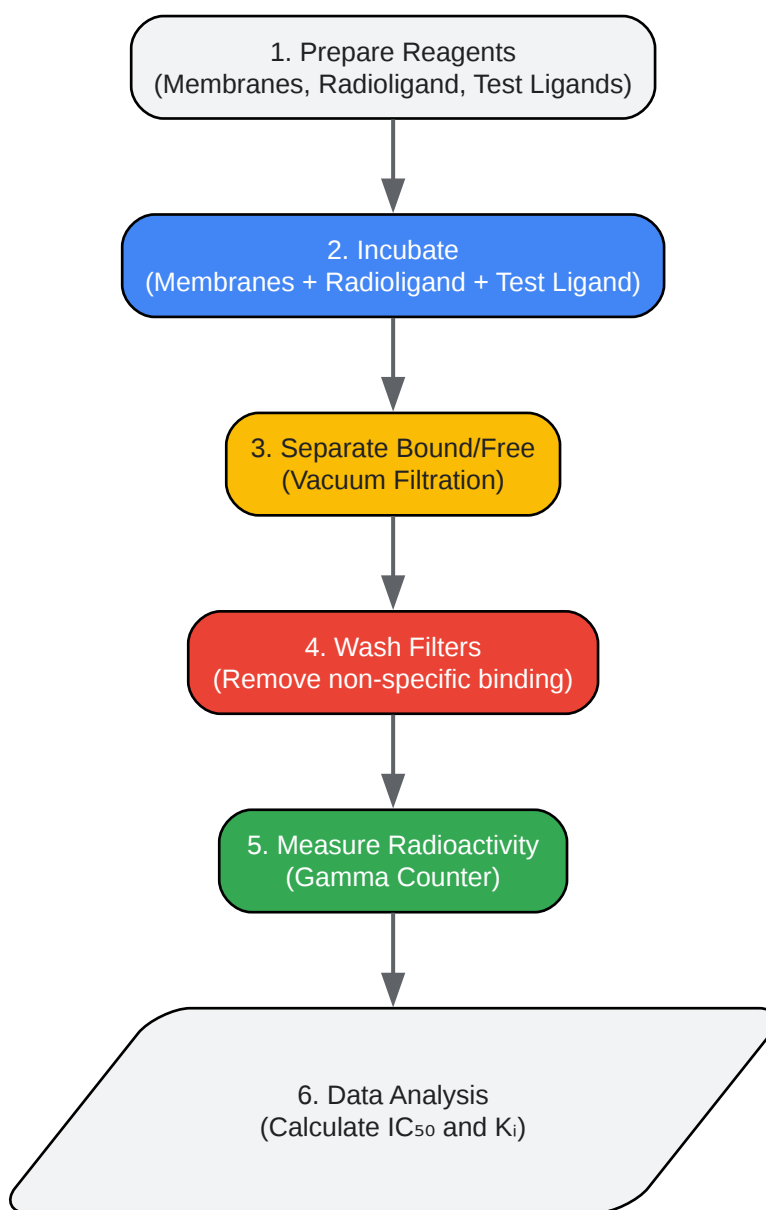 1. Prepare Reagents
(Membranes, Radioligand, Test Ligands)
2. Incubate
(Membranes + Radioligand + Test Ligand)
3. Separate Bound/Free
(Vacuum Filtration)
4. Wash Filters
(Remove non-specific binding)
5. Measure Radioactivity
(Gamma Counter)
6. Data Analysis
(Calculate IC₅₀ and Kᵢ)